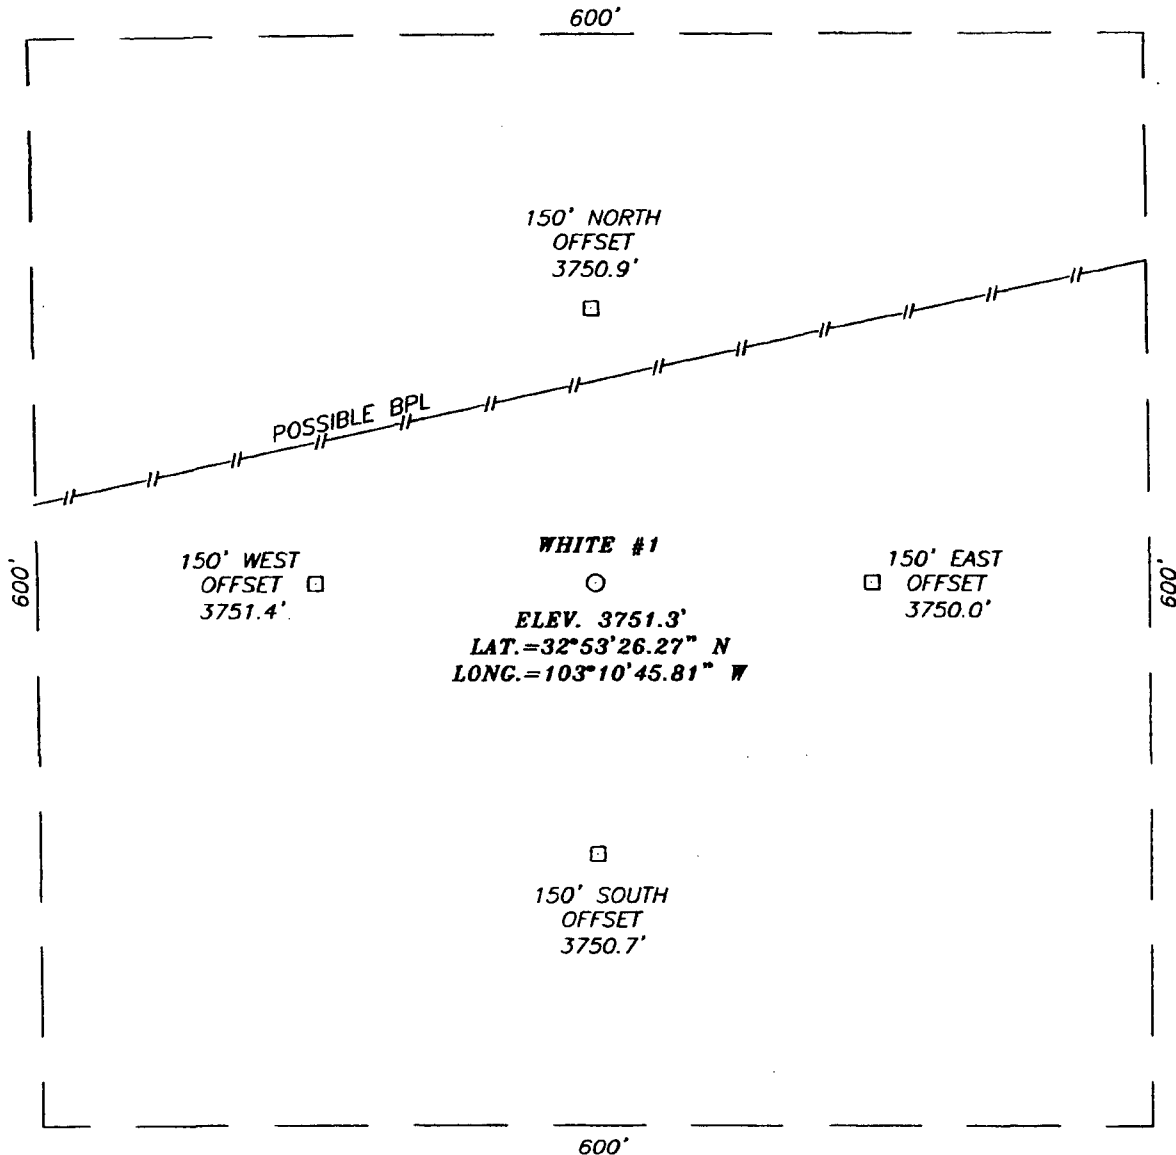 600'
150' NORTH
OFFSET
3750.9'
POSSIBLE BPL
600'
150' WEST
OFFSET
3751.4'
WHITE #1
ELEV. 3751.3'
LAT.=32°53'26.27" N
LONG.=103°10'45.81" W
150' EAST
OFFSET
3750.0'
600'
150' SOUTH
OFFSET
3750.7'
600'